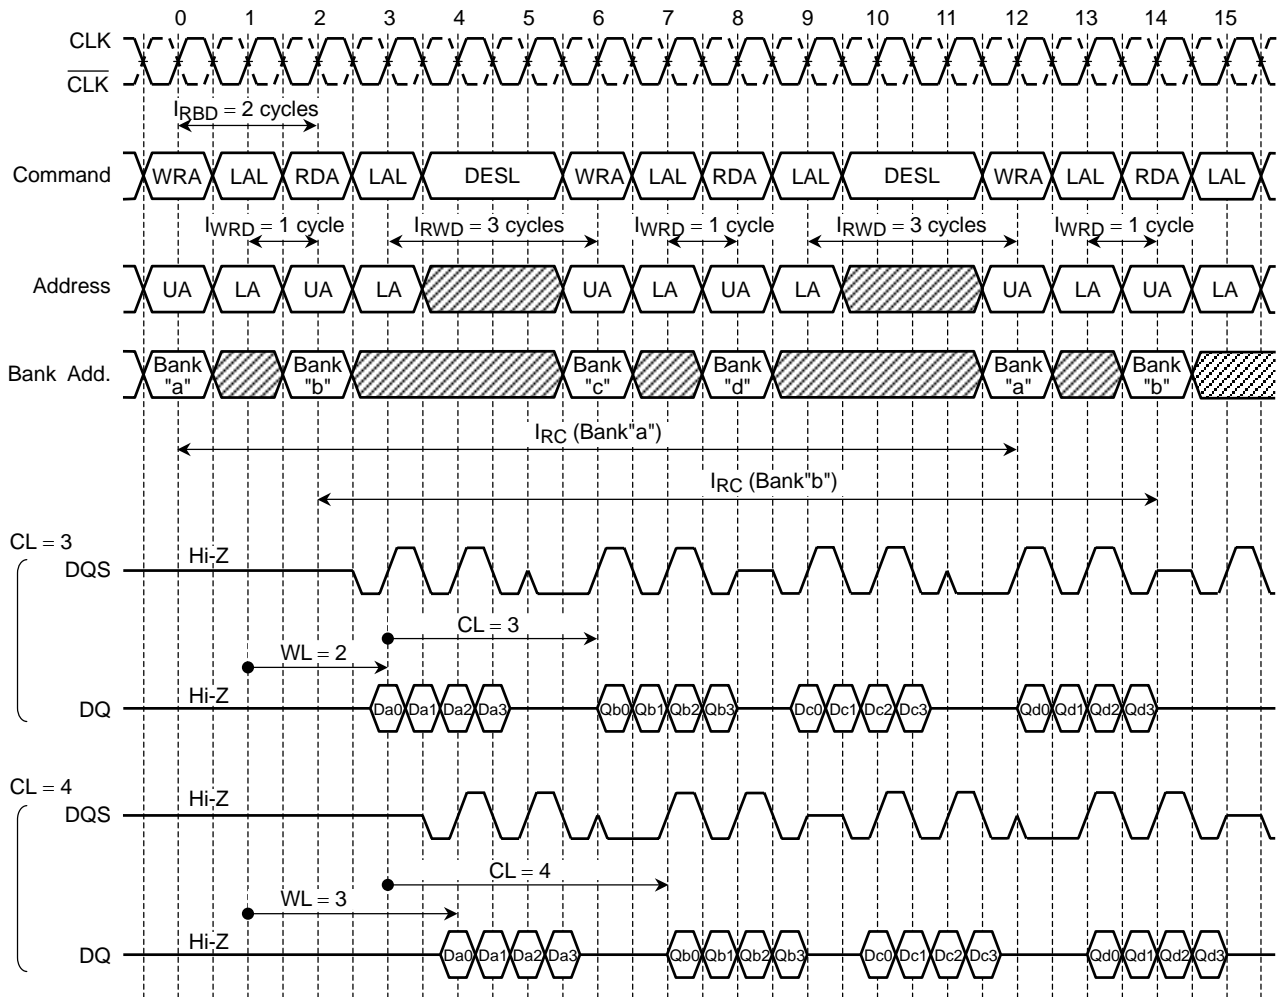 0 1 2 3 4 5 6 7 8 9 10 11 12 13 14 15
CLK
CLK
IRBD = 2 cycles
Command WRA LAL RDA LAL DESL WRA LAL RDA LAL DESL WRA LAL RDA LAL
IWRD = 1 cycle IRWD = 3 cycles IWRD = 1 cycle IRWD = 3 cycles IWRD = 1 cycle
Address UA LA UA LA UA LA UA LA UA LA UA LA
Bank Add. Bank "a" Bank "b" Bank "c" Bank "d" Bank "a" Bank "b"
IRC (Bank"a")
IRC (Bank"b")
CL = 3
DQS Hi-Z
CL = 3
WL = 2
DQ Hi-Z Da0 Da1 Da2 Da3 Qb0 Qb1 Qb2 Qb3 Dc0 Dc1 Dc2 Dc3 Qd0 Qd1 Qd2 Qd3
CL = 4
DQS Hi-Z
CL = 4
WL = 3
DQ Hi-Z Da0 Da1 Da2 Da3 Qb0 Qb1 Qb2 Qb3 Dc0 Dc1 Dc2 Dc3 Qd0 Qd1 Qd2 Qd3